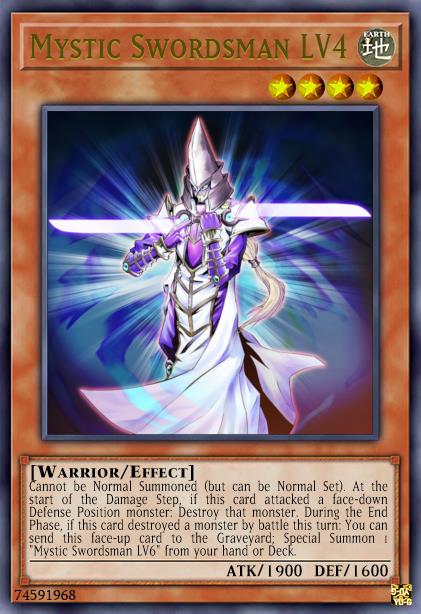 Mystic Swordsman LV4
EARTH
地
[Warrior/Effect]
Cannot be Normal Summoned (but can be Normal Set). At the
start of the Damage Step, if this card attacked a face-down
Defense Position monster: Destroy that monster. During the End
Phase, if this card destroyed a monster by battle this turn: You can
send this face-up card to the Graveyard; Special Summon 1
"Mystic Swordsman LV6" from your hand or Deck.
ATK/1900 DEF/1600
74591968